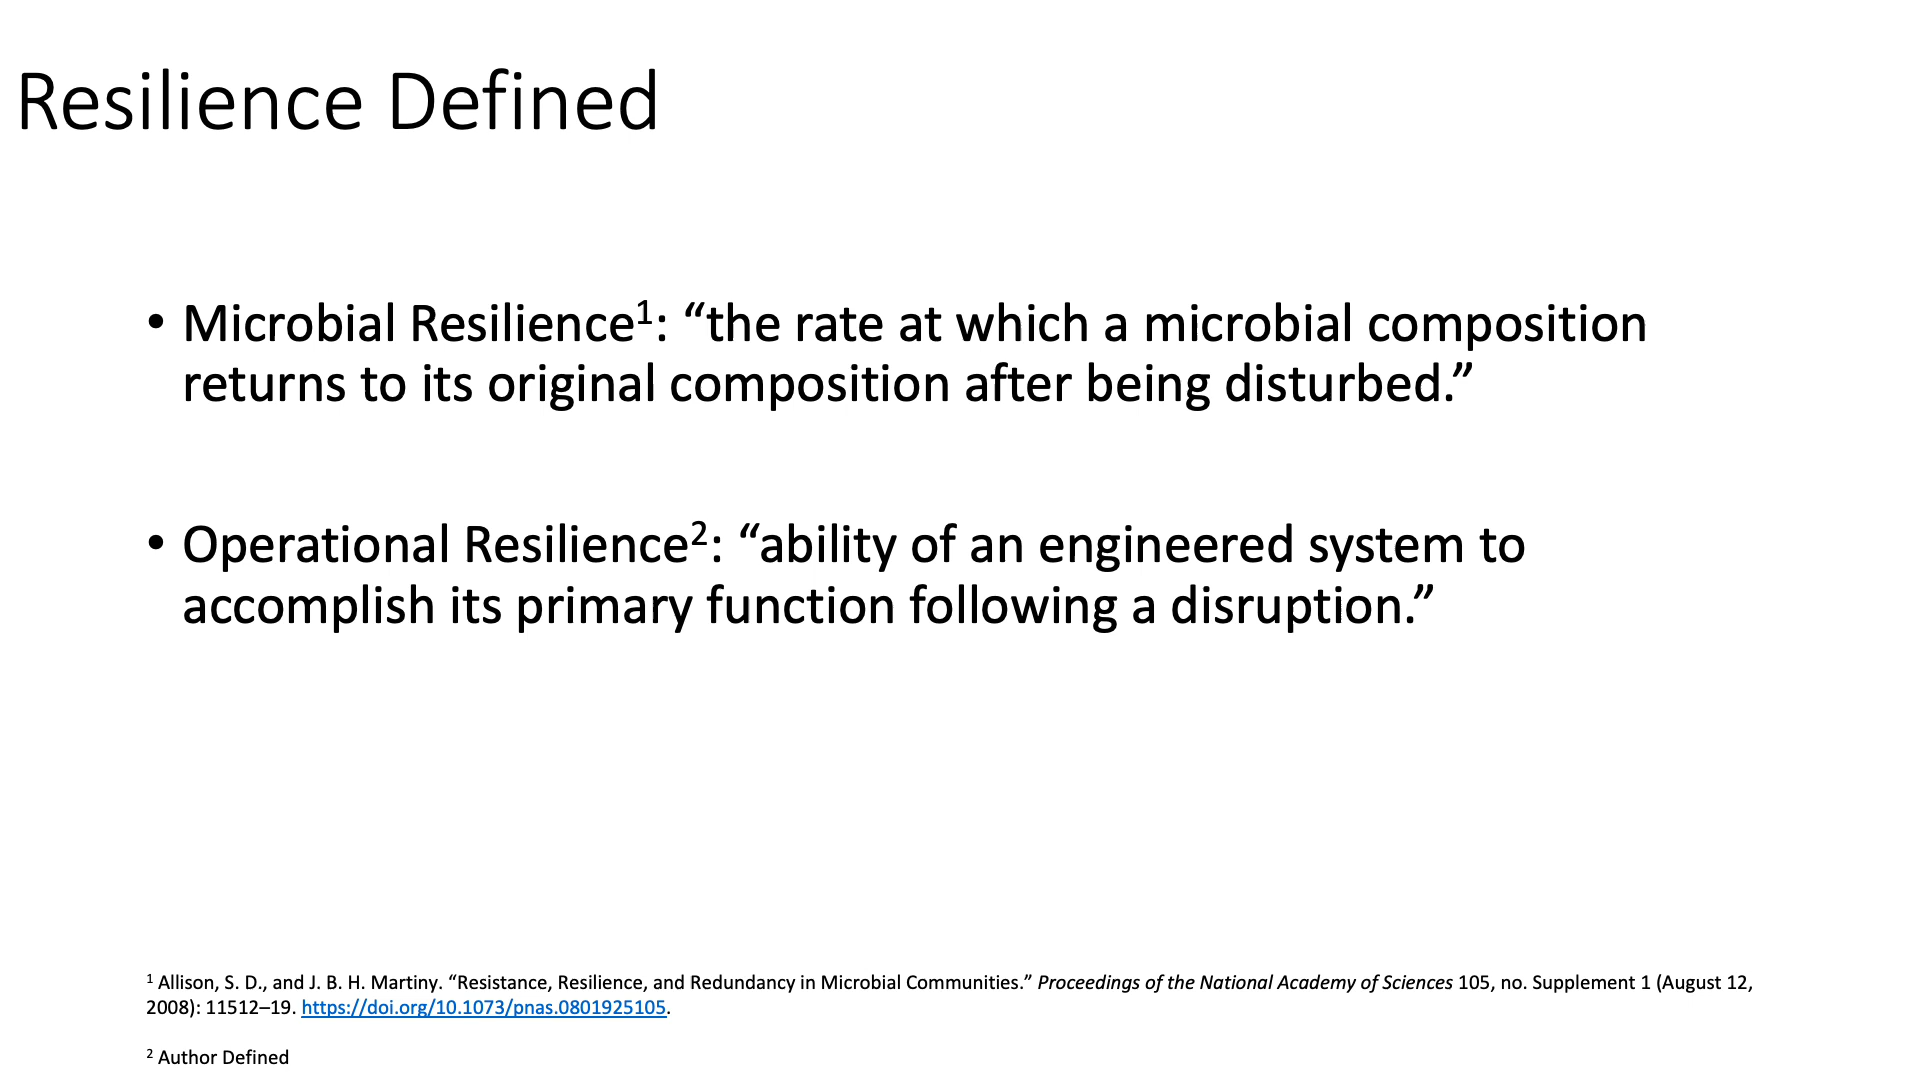 Resilience Defined
• Microbial Resilience¹: “the rate at which a microbial composition
returns to its original composition after being disturbed.”
• Operational Resilience²: “ability of an engineered system to
accomplish its primary function following a disruption.”
¹ Allison, S. D., and J. B. H. Martiny. “Resistance, Resilience, and Redundancy in Microbial Communities.” Proceedings of the National Academy of Sciences 105, no. Supplement 1 (August 12,
2008): 11512–19. https://doi.org/10.1073/pnas.0801925105.
² Author Defined